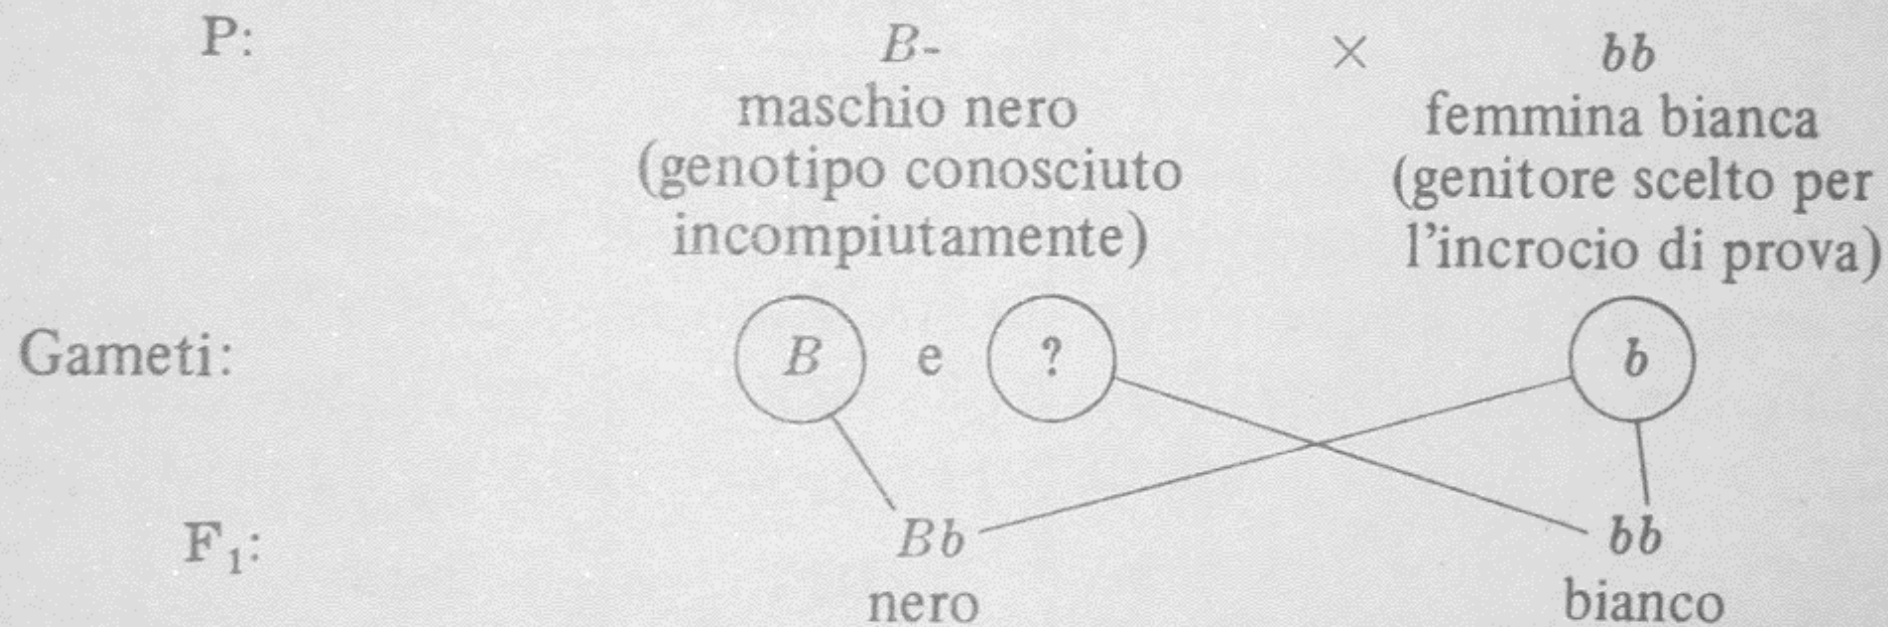 P: B- × bb
maschio nero femmina bianca
(genotipo conosciuto (genitore scelto per
incompiutamente) l'incrocio di prova)
Gameti: B e ? b
F₁: Bb bb
nero bianco